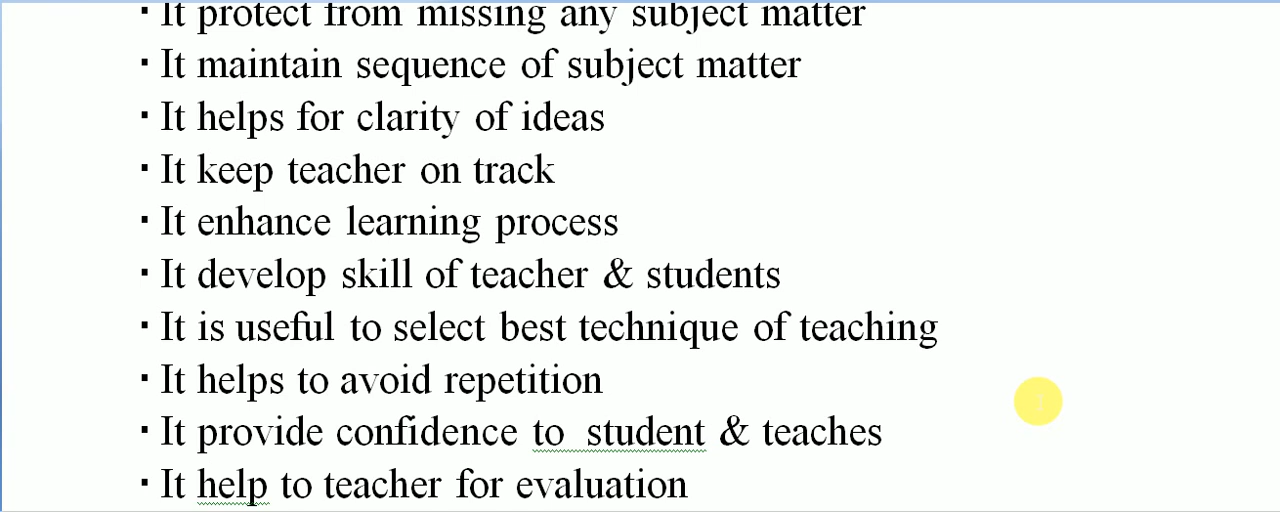 ▪ It protect from missing any subject matter
▪ It maintain sequence of subject matter
▪ It helps for clarity of ideas
▪ It keep teacher on track
▪ It enhance learning process
▪ It develop skill of teacher & students
▪ It is useful to select best technique of teaching
▪ It helps to avoid repetition
▪ It provide confidence to  student & teaches
▪ It help to teacher for evaluation